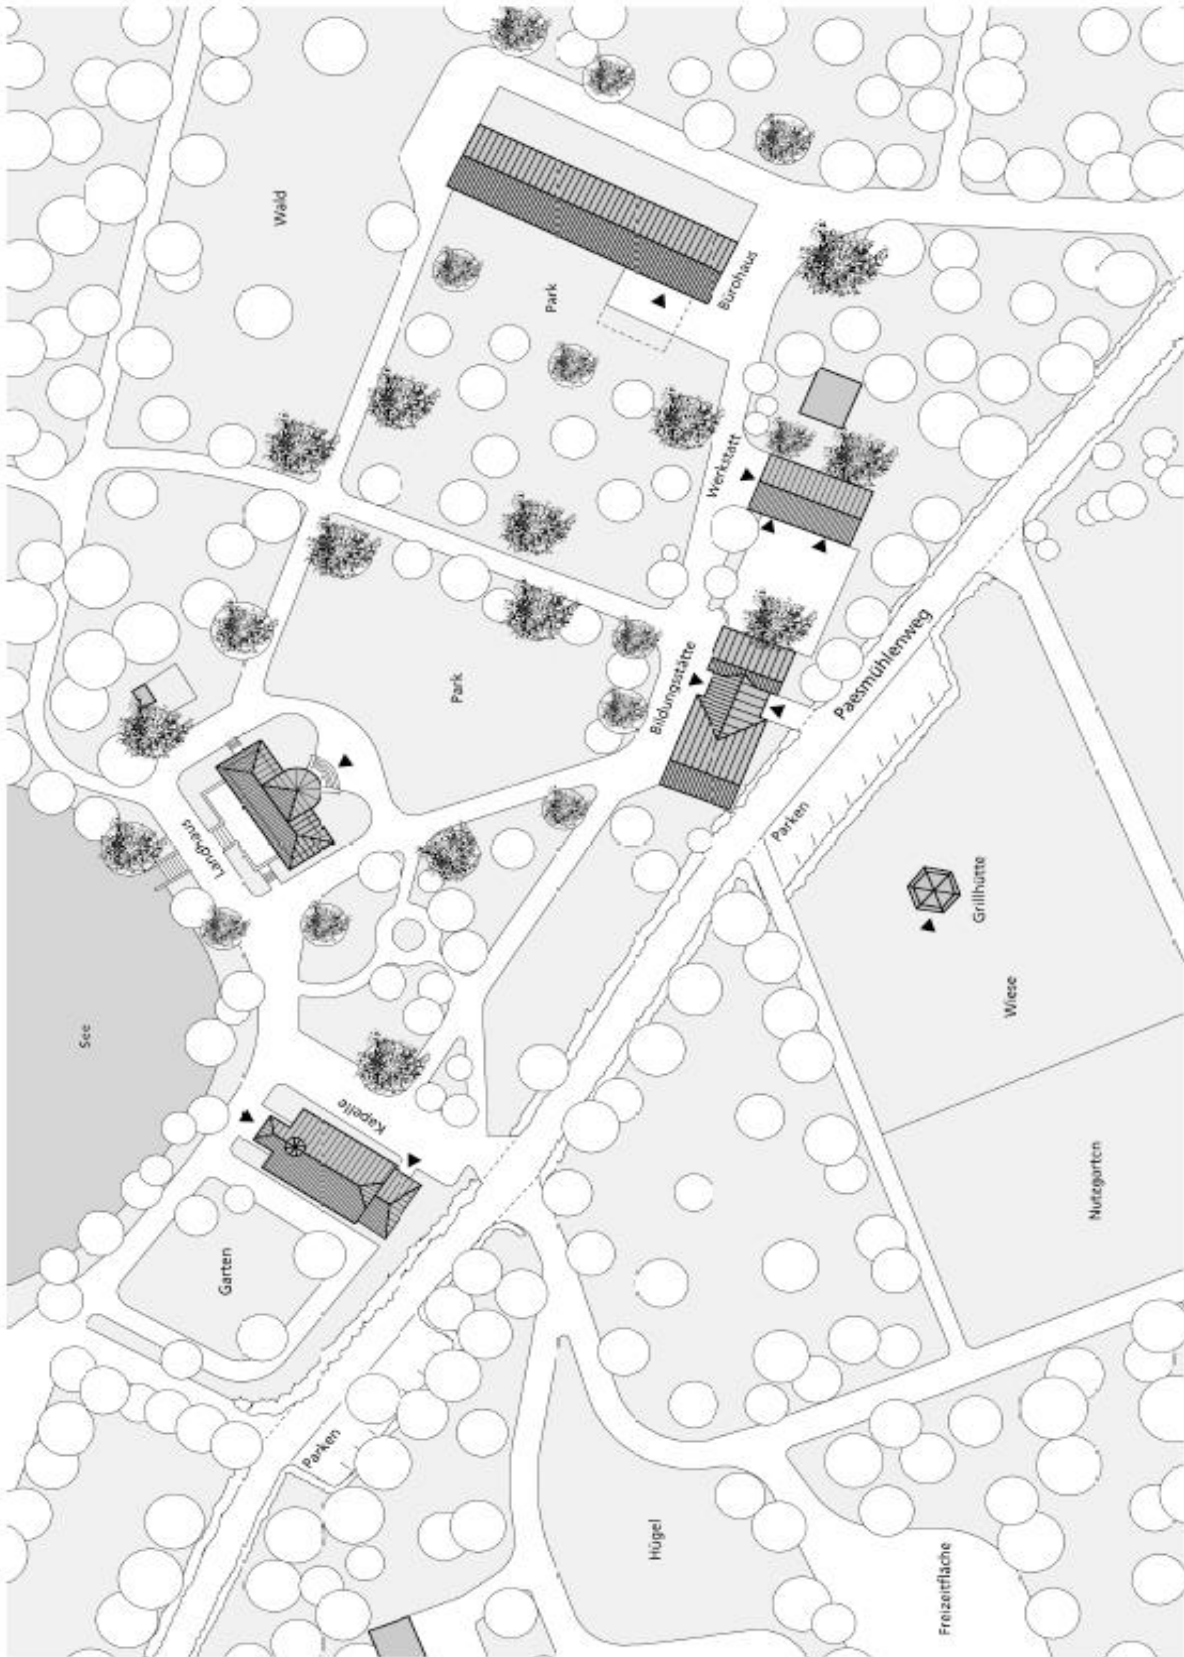 Wald
Park
Bürohaus
Werkstatt
Park
Bildungsstätte
Paesmühlenweg
Parken
Landhaus
Grillhütte
Wiese
See
Kapelle
Garten
Nutzgarten
Parken
Hügel
Freizeitfläche